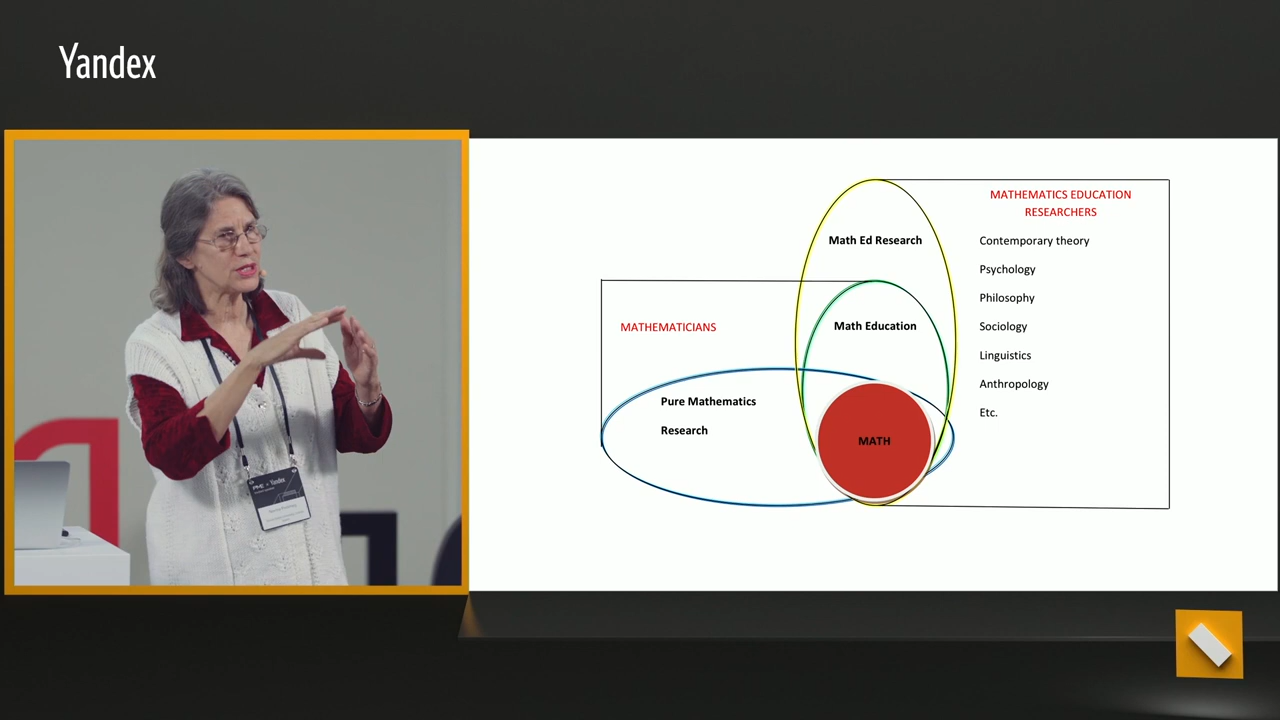 Yandex
MATHEMATICS EDUCATION
RESEARCHERS
Math Ed Research
Contemporary theory
Psychology
Philosophy
MATHEMATICIANS
Math Education
Sociology
Linguistics
Anthropology
Pure Mathematics
Research
Etc.
MATH
Yandex